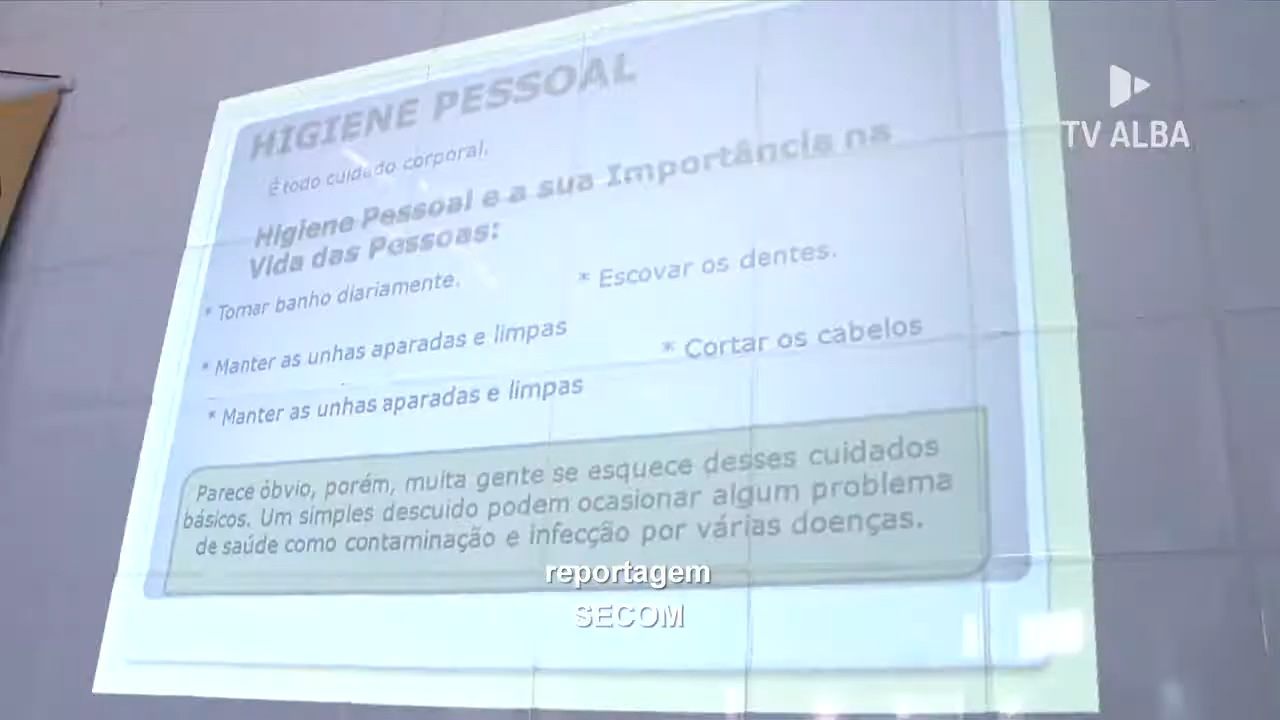 HIGIENE PESSOAL
É todo cuidado corporal.
Higiene Pessoal e a sua Importância na
Vida das Pessoas:
* Tomar banho diariamente.
* Escovar os dentes.
* Manter as unhas aparadas e limpas
* Cortar os cabelos
* Manter as unhas aparadas e limpas
Parece óbvio, porém, muita gente se esquece desses cuidados
básicos. Um simples descuido podem ocasionar algum problema
de saúde como contaminação e infecção por várias doenças.
reportagem
SECOM
TV ALBA